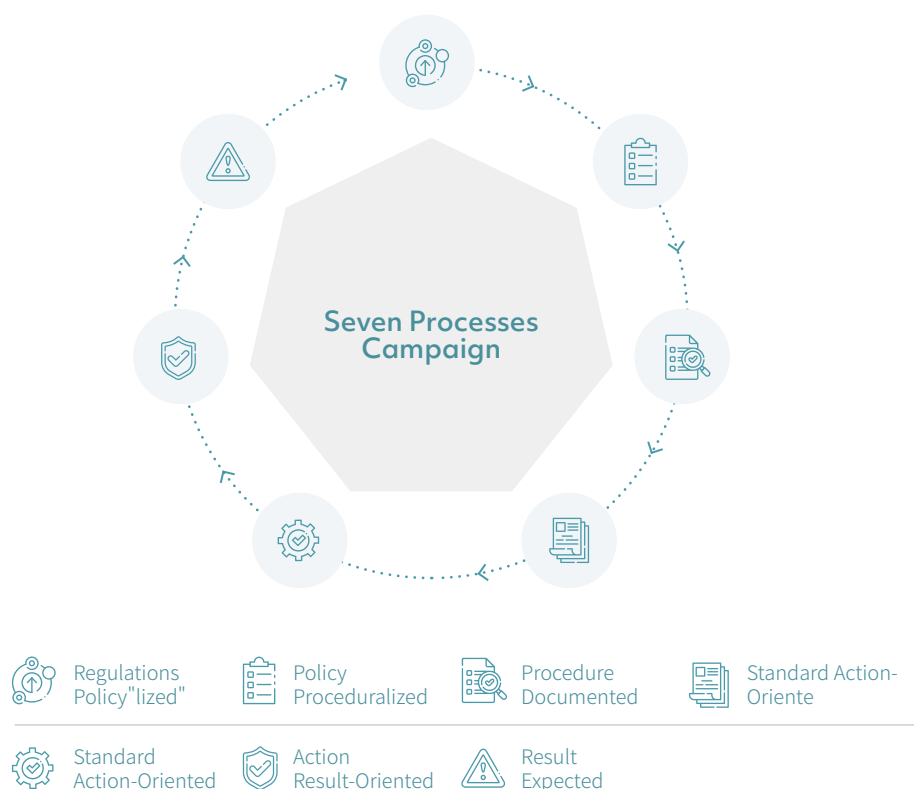 Seven Processes
Campaign
Regulations
Policy"lized"
Policy
Proceduralized
Procedure
Documented
Standard Action-
Oriente
Standard
Action-Oriented
Action
Result-Oriented
Result
Expected